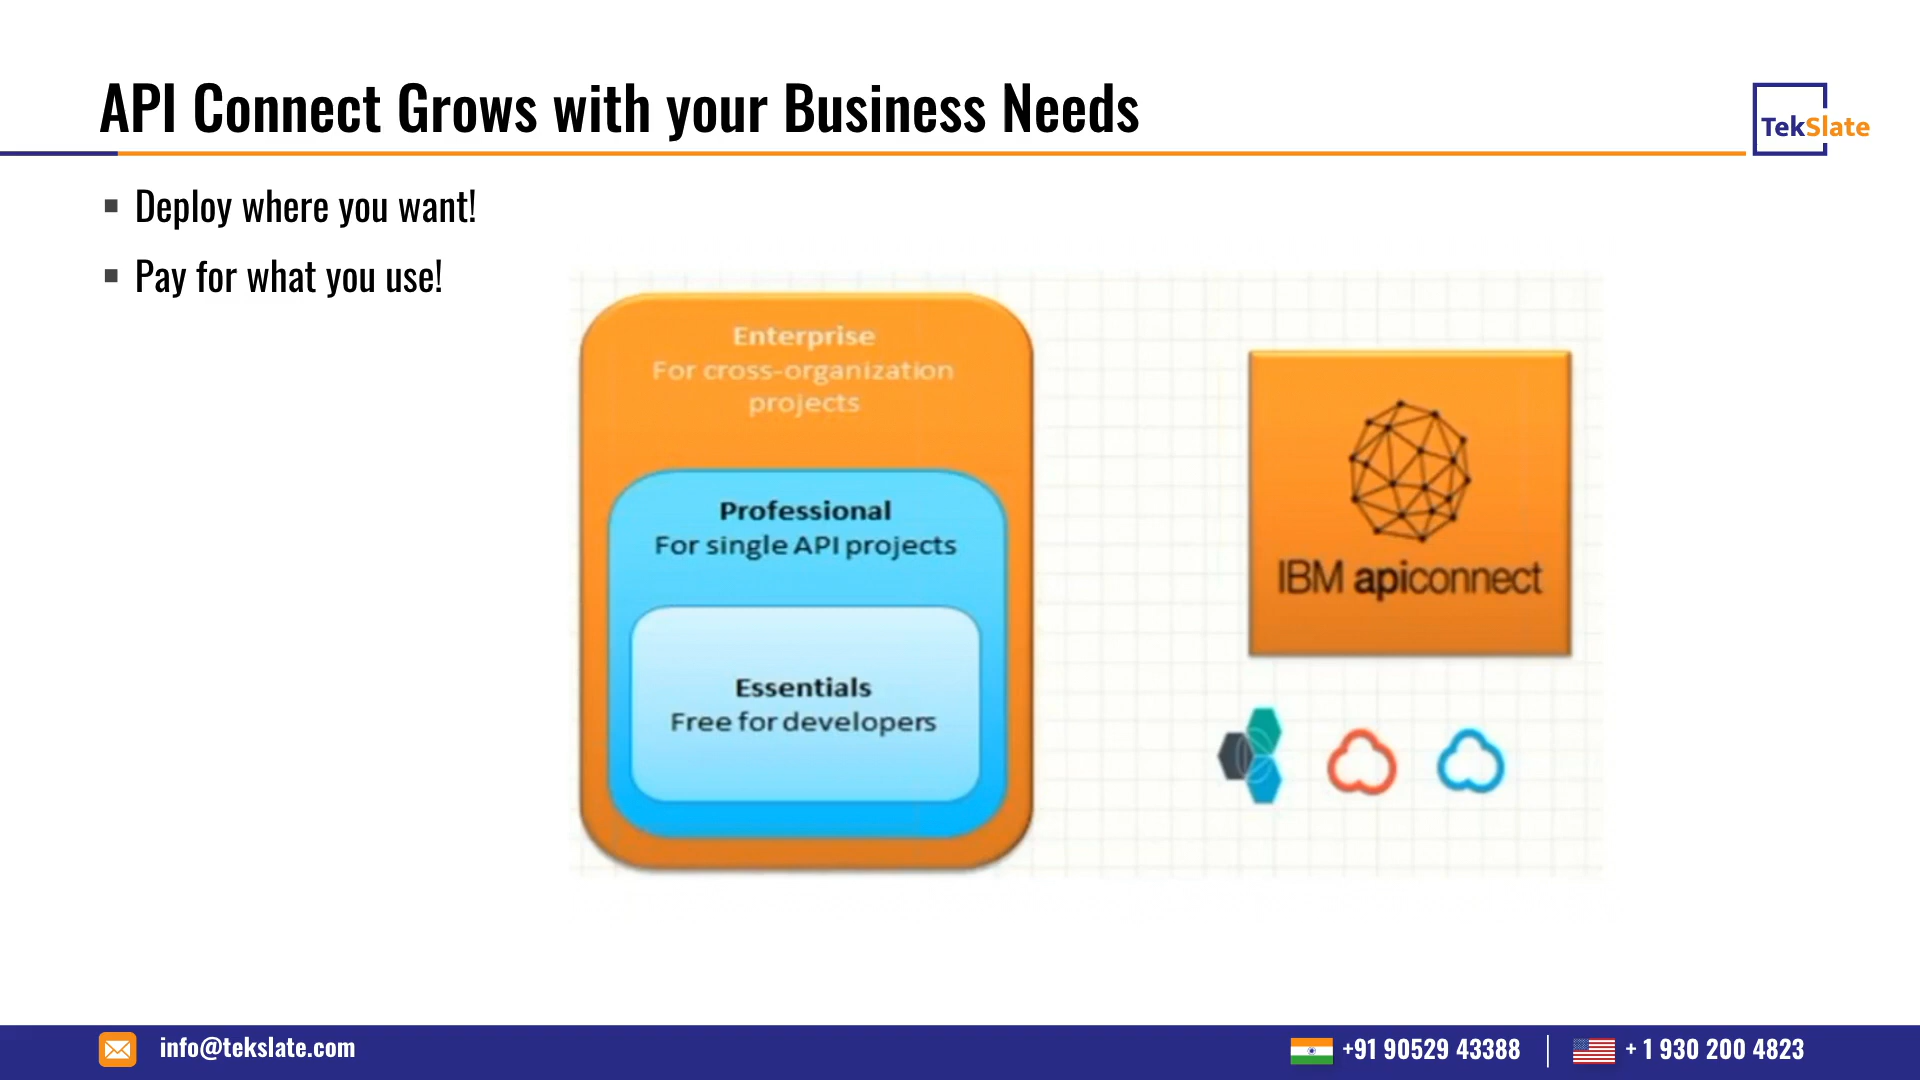 API Connect Grows with your Business Needs
TekSlate
Deploy where you want!
Pay for what you use!
Enterprise
For cross-organization
projects
Professional
For single API projects
Essentials
Free for developers
IBM apiconnect
info@tekslate.com
+91 90529 43388
+ 1 930 200 4823